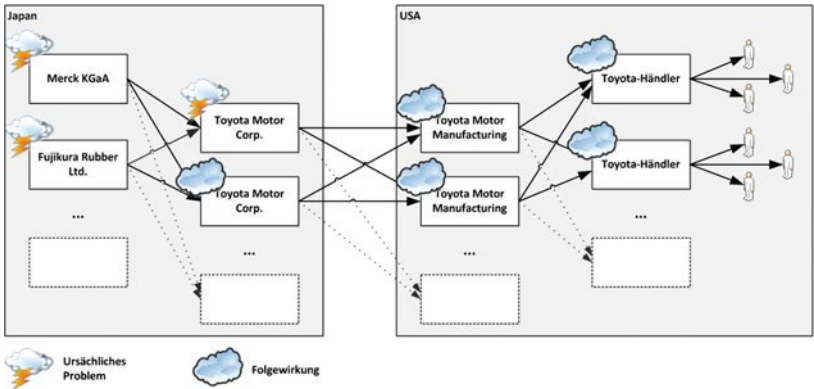 Japan
USA
Merck KGaA
Toyota-Händler
Toyota Motor
Corp.
Toyota Motor
Manufacturing
Fujikura Rubber
Ltd.
Toyota-Händler
Toyota Motor
Corp.
Toyota Motor
Manufacturing
...
...
...
...
Ursächliches
Problem
Folgewirkung